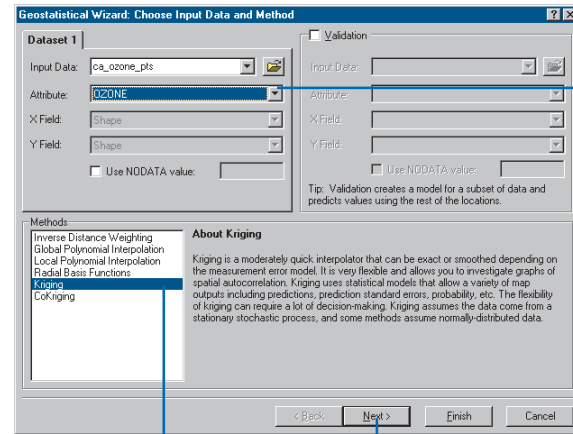 Geostatistical Wizard: Choose Input Data and Method
Dataset 1
Input Data: ca_ozone_pts
Attribute: OZONE
X Field: Shape
Y Field: Shape
Use NODATA value:
Validation
Input Data:
Attribute:
X Field:
Y Field:
Use NODATA value:
Tip: Validation creates a model for a subset of data and
predicts values using the rest of the locations.
Methods
Inverse Distance Weighting
Global Polynomial Interpolation
Local Polynomial Interpolation
Radial Basis Functions
Kriging
CoKriging
About Kriging
Kriging is a moderately quick interpolator that can be exact or smoothed depending on
the measurement error model. It is very flexible and allows you to investigate graphs of
spatial autocorrelation. Kriging uses statistical models that allow a variety of map
outputs including predictions, prediction standard errors, probability, etc. The flexibility
of kriging can require a lot of decision-making. Kriging assumes the data come from a
stationary stochastic process, and some methods assume normally-distributed data.
< Back
Next >
Finish
Cancel